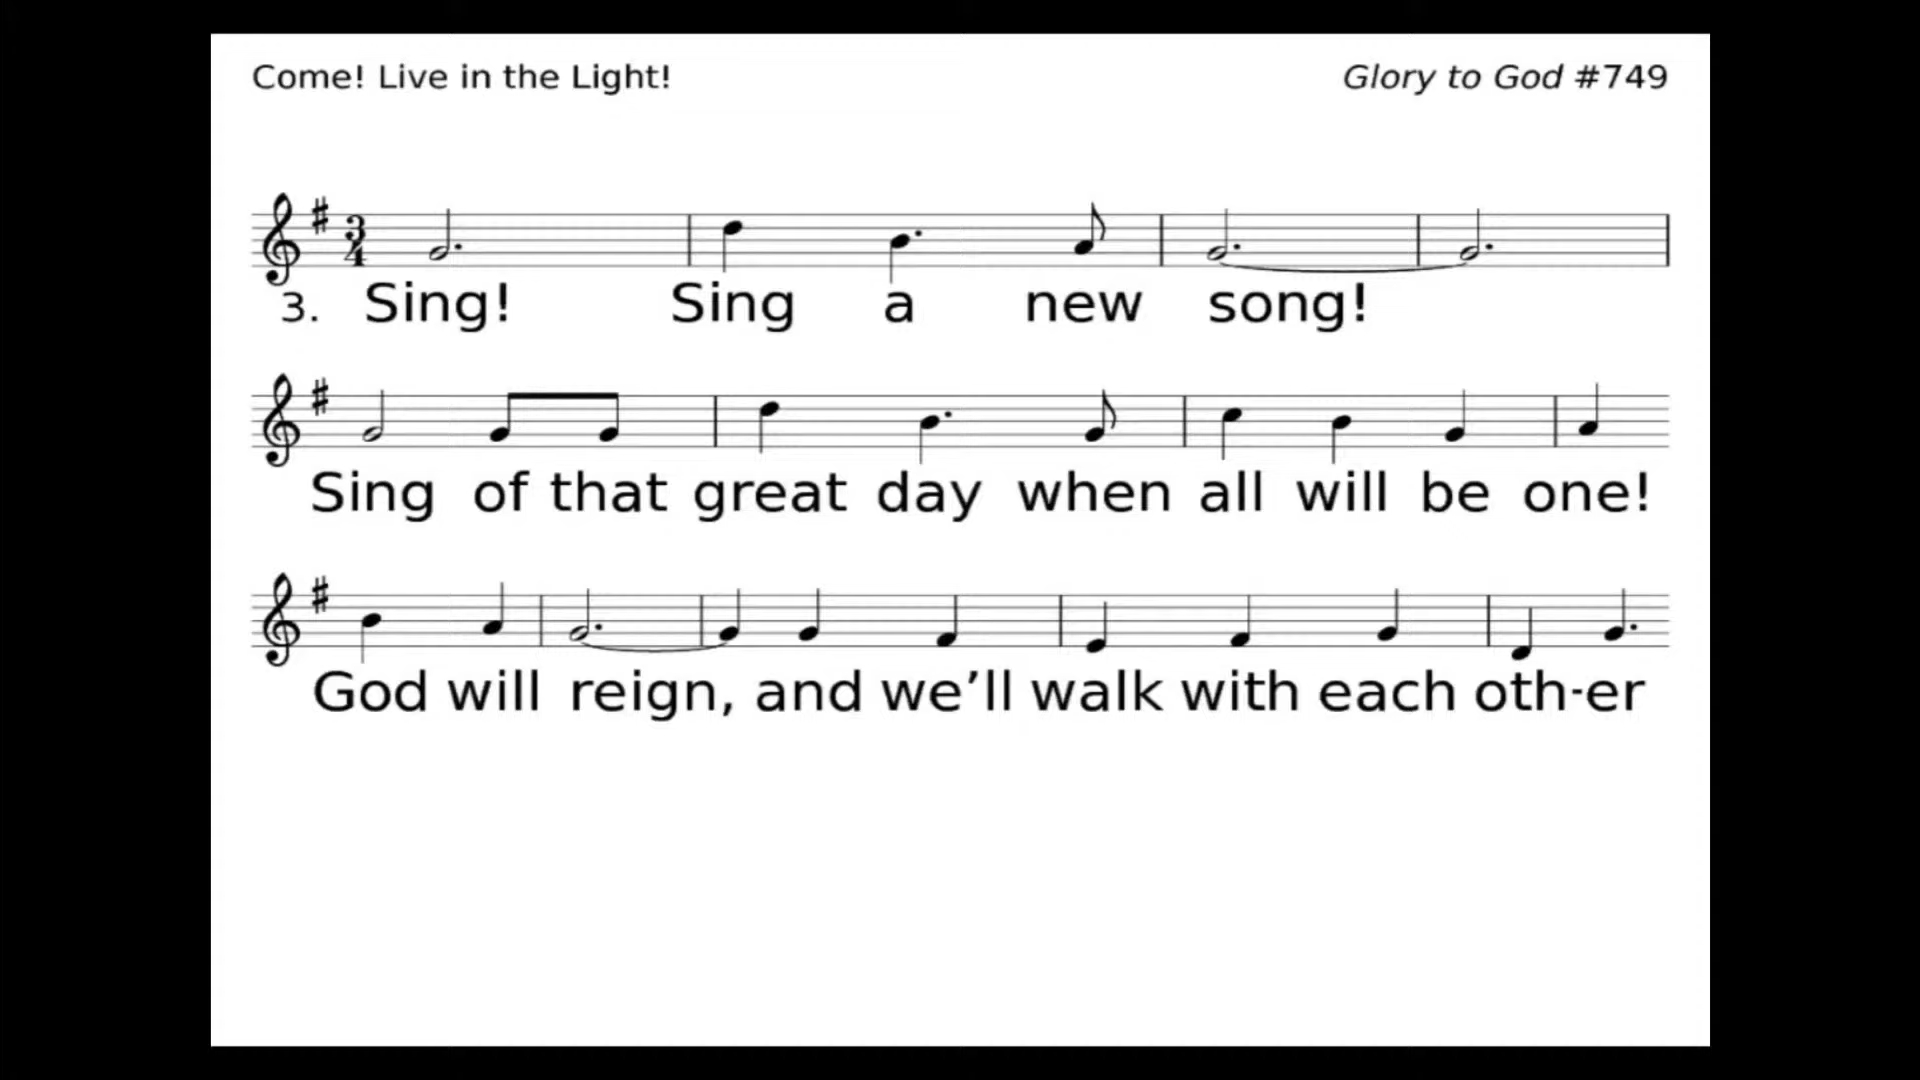 Come! Live in the Light!
Glory to God #749
3. Sing! Sing a new song!
Sing of that great day when all will be one!
God will reign, and we’ll walk with each oth-er